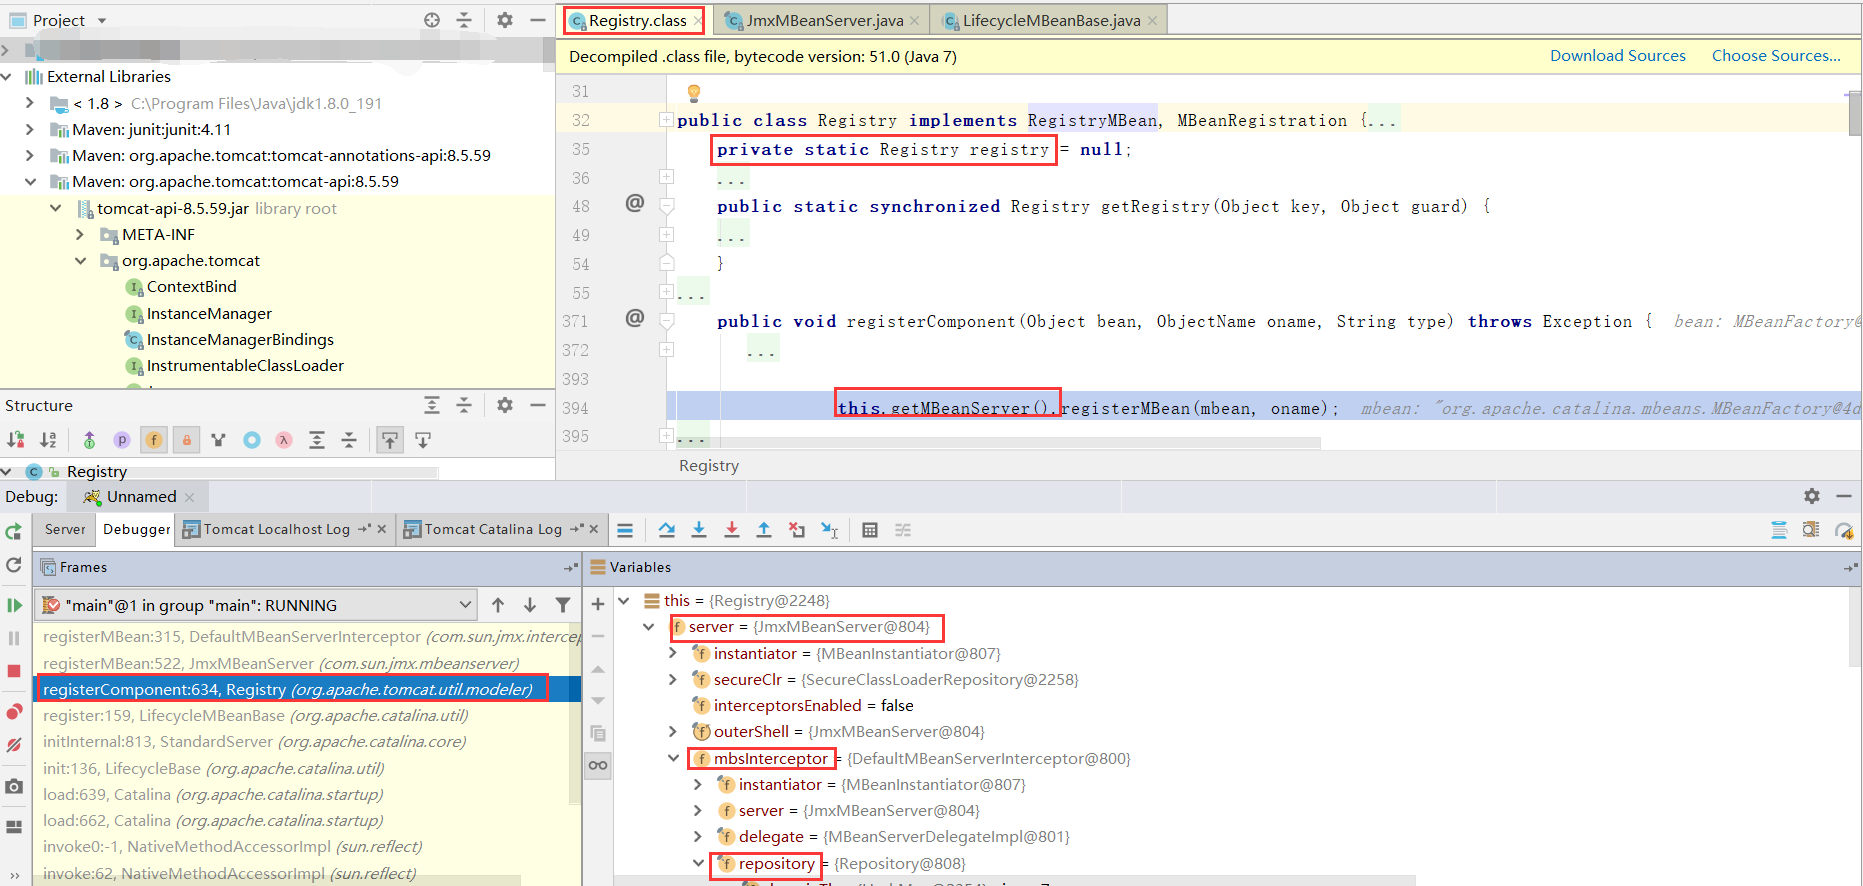 Project
External Libraries
< 1.8 > C:\Program Files\Java\jdk1.8.0_191
Maven: junit:junit:4.11
Maven: org.apache.tomcat:tomcat-annotations-api:8.5.59
Maven: org.apache.tomcat:tomcat-api:8.5.59
tomcat-api-8.5.59.jar library root
META-INF
org.apache.tomcat
ContextBind
InstanceManager
InstanceManagerBindings
InstrumentableClassLoader
Structure
Registry
Registry.class
JmxMBeanServer.java
LifecycleMBeanBase.java
Decompiled .class file, bytecode version: 51.0 (Java 7)
Download Sources
Choose Sources...
31
32 public class Registry implements RegistryMBean, MBeanRegistration {...
35 private static Registry registry = null;
36 ...
48 @ public static synchronized Registry getRegistry(Object key, Object guard) {
49 ...
54 }
55 ...
371 @ public void registerComponent(Object bean, ObjectName oname, String type) throws Exception { bean: MBeanFactory@
372 ...
393
394 this.getMBeanServer().registerMBean(mbean, oname); mbean: "org.apache.catalina.mbeans.MBeanFactory@4d
395 ...
Registry
Debug: Unnamed
Server
Debugger
Tomcat Localhost Log
Tomcat Catalina Log
Frames
"main"@1 in group "main": RUNNING
registerMBean:315, DefaultMBeanServerInterceptor (com.sun.jmx.intercep
registerMBean:522, JmxMBeanServer (com.sun.jmx.mbeanserver)
registerComponent:634, Registry (org.apache.tomcat.util.modeler)
register:159, LifecycleMBeanBase (org.apache.catalina.util)
initInternal:813, StandardServer (org.apache.catalina.core)
init:136, LifecycleBase (org.apache.catalina.util)
load:639, Catalina (org.apache.catalina.startup)
load:662, Catalina (org.apache.catalina.startup)
invoke0:-1, NativeMethodAccessorImpl (sun.reflect)
invoke:62, NativeMethodAccessorImpl (sun.reflect)
Variables
this = {Registry@2248}
server = {JmxMBeanServer@804}
instantiator = {MBeanInstantiator@807}
secureClr = {SecureClassLoaderRepository@2258}
interceptorsEnabled = false
outerShell = {JmxMBeanServer@804}
mbsInterceptor = {DefaultMBeanServerInterceptor@800}
instantiator = {MBeanInstantiator@807}
server = {JmxMBeanServer@804}
delegate = {MBeanServerDelegateImpl@801}
repository = {Repository@808}